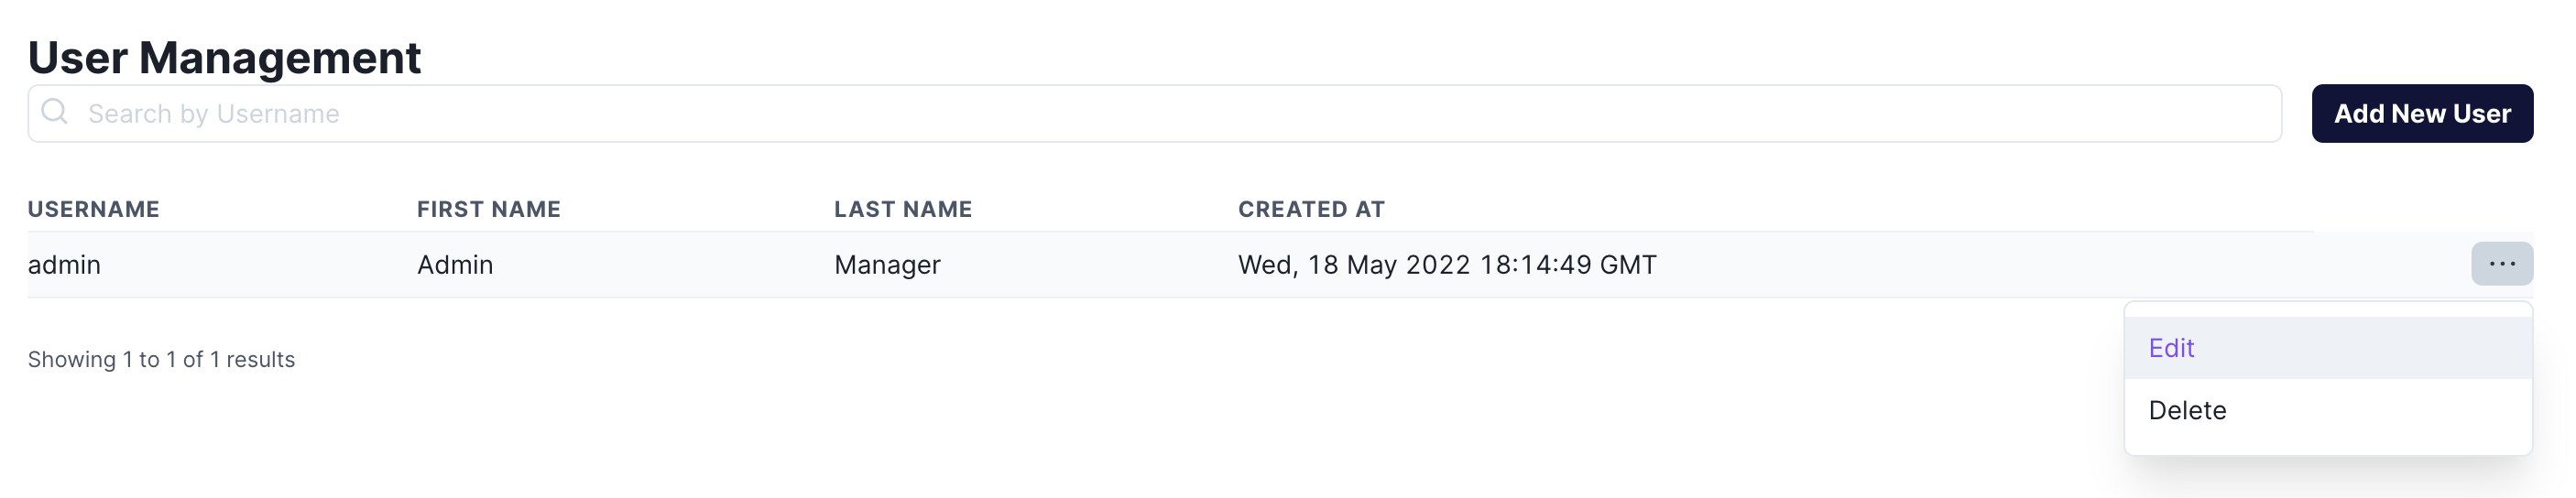 User Management
Search by Username
Add New User
USERNAME FIRST NAME LAST NAME CREATED AT
admin Admin Manager Wed, 18 May 2022 18:14:49 GMT ...
Showing 1 to 1 of 1 results
Edit
Delete